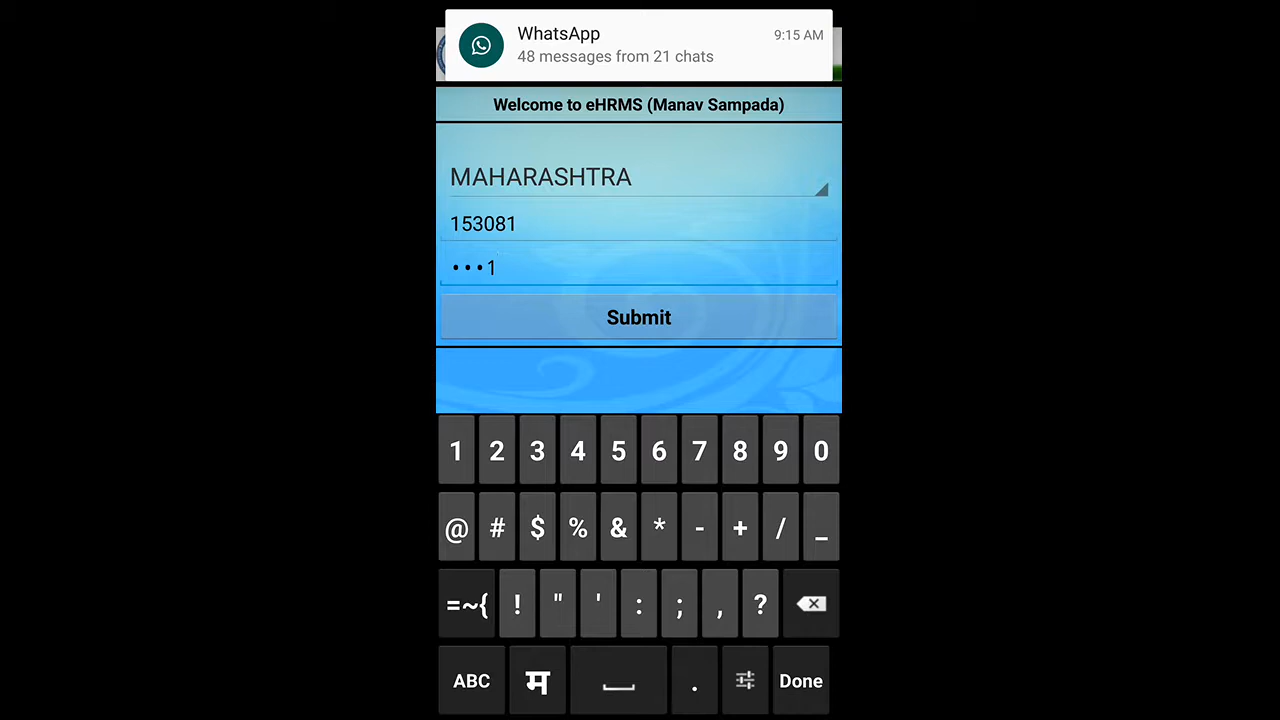 WhatsApp 9:15 AM
48 messages from 21 chats
Welcome to eHRMS (Manav Sampada)
MAHARASHTRA
153081
•••1
Submit
1 2 3 4 5 6 7 8 9 0
@ # $ % & * - + / _
=~{ ! " ' : ; , ?
ABC म . Done